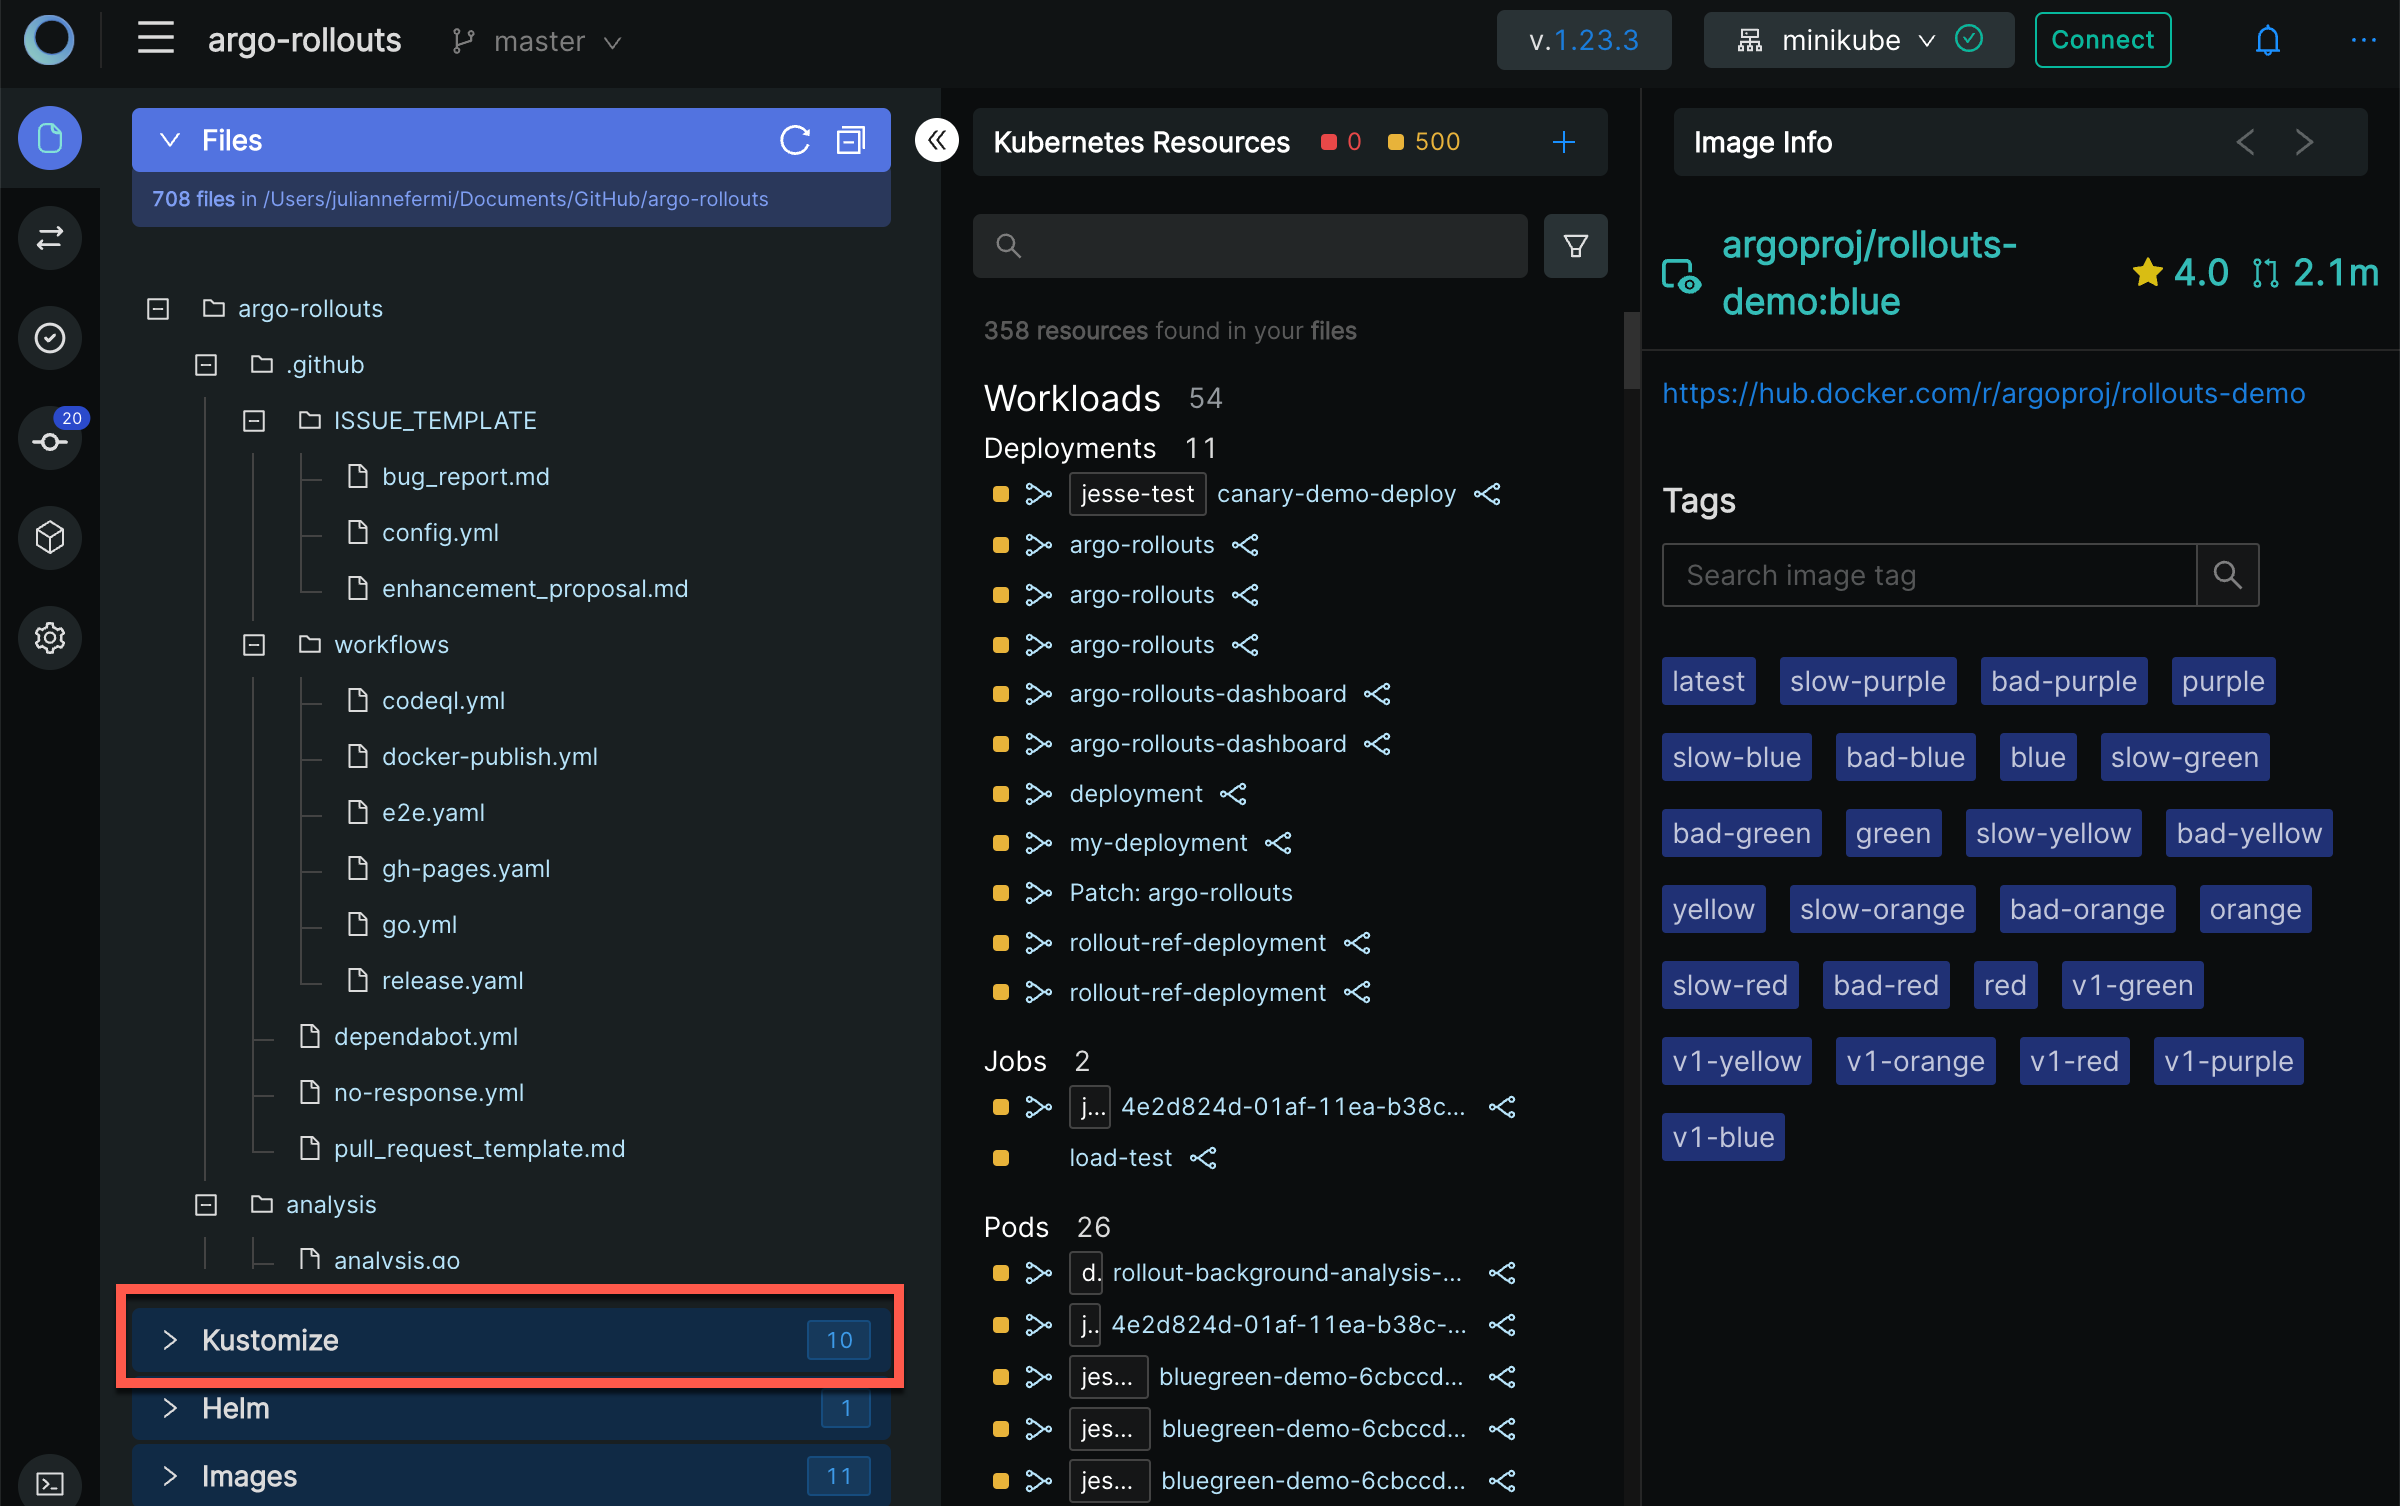 argo-rollouts
master
v.1.23.3
minikube
Connect
Files
708 files in /Users/juliannefermi/Documents/GitHub/argo-rollouts
20
argo-rollouts
.github
ISSUE_TEMPLATE
bug_report.md
config.yml
enhancement_proposal.md
workflows
codeql.yml
docker-publish.yml
e2e.yaml
gh-pages.yaml
go.yml
release.yaml
dependabot.yml
no-response.yml
pull_request_template.md
analysis
analysis.go
Kustomize 10
Helm 1
Images 11
Kubernetes Resources 0 500
358 resources found in your files
Workloads 54
Deployments 11
jesse-test canary-demo-deploy
argo-rollouts
argo-rollouts
argo-rollouts
argo-rollouts-dashboard
argo-rollouts-dashboard
deployment
my-deployment
Patch: argo-rollouts
rollout-ref-deployment
rollout-ref-deployment
Jobs 2
j... 4e2d824d-01af-11ea-b38c...
load-test
Pods 26
d. rollout-background-analysis-...
j.. 4e2d824d-01af-11ea-b38c-...
jes... bluegreen-demo-6cbccd...
jes... bluegreen-demo-6cbccd...
jes... bluegreen-demo-6cbccd...
Image Info
argoproj/rollouts-
demo:blue
4.0 2.1m
https://hub.docker.com/r/argoproj/rollouts-demo
Tags
Search image tag
latest slow-purple bad-purple purple
slow-blue bad-blue blue slow-green
bad-green green slow-yellow bad-yellow
yellow slow-orange bad-orange orange
slow-red bad-red red v1-green
v1-yellow v1-orange v1-red v1-purple
v1-blue